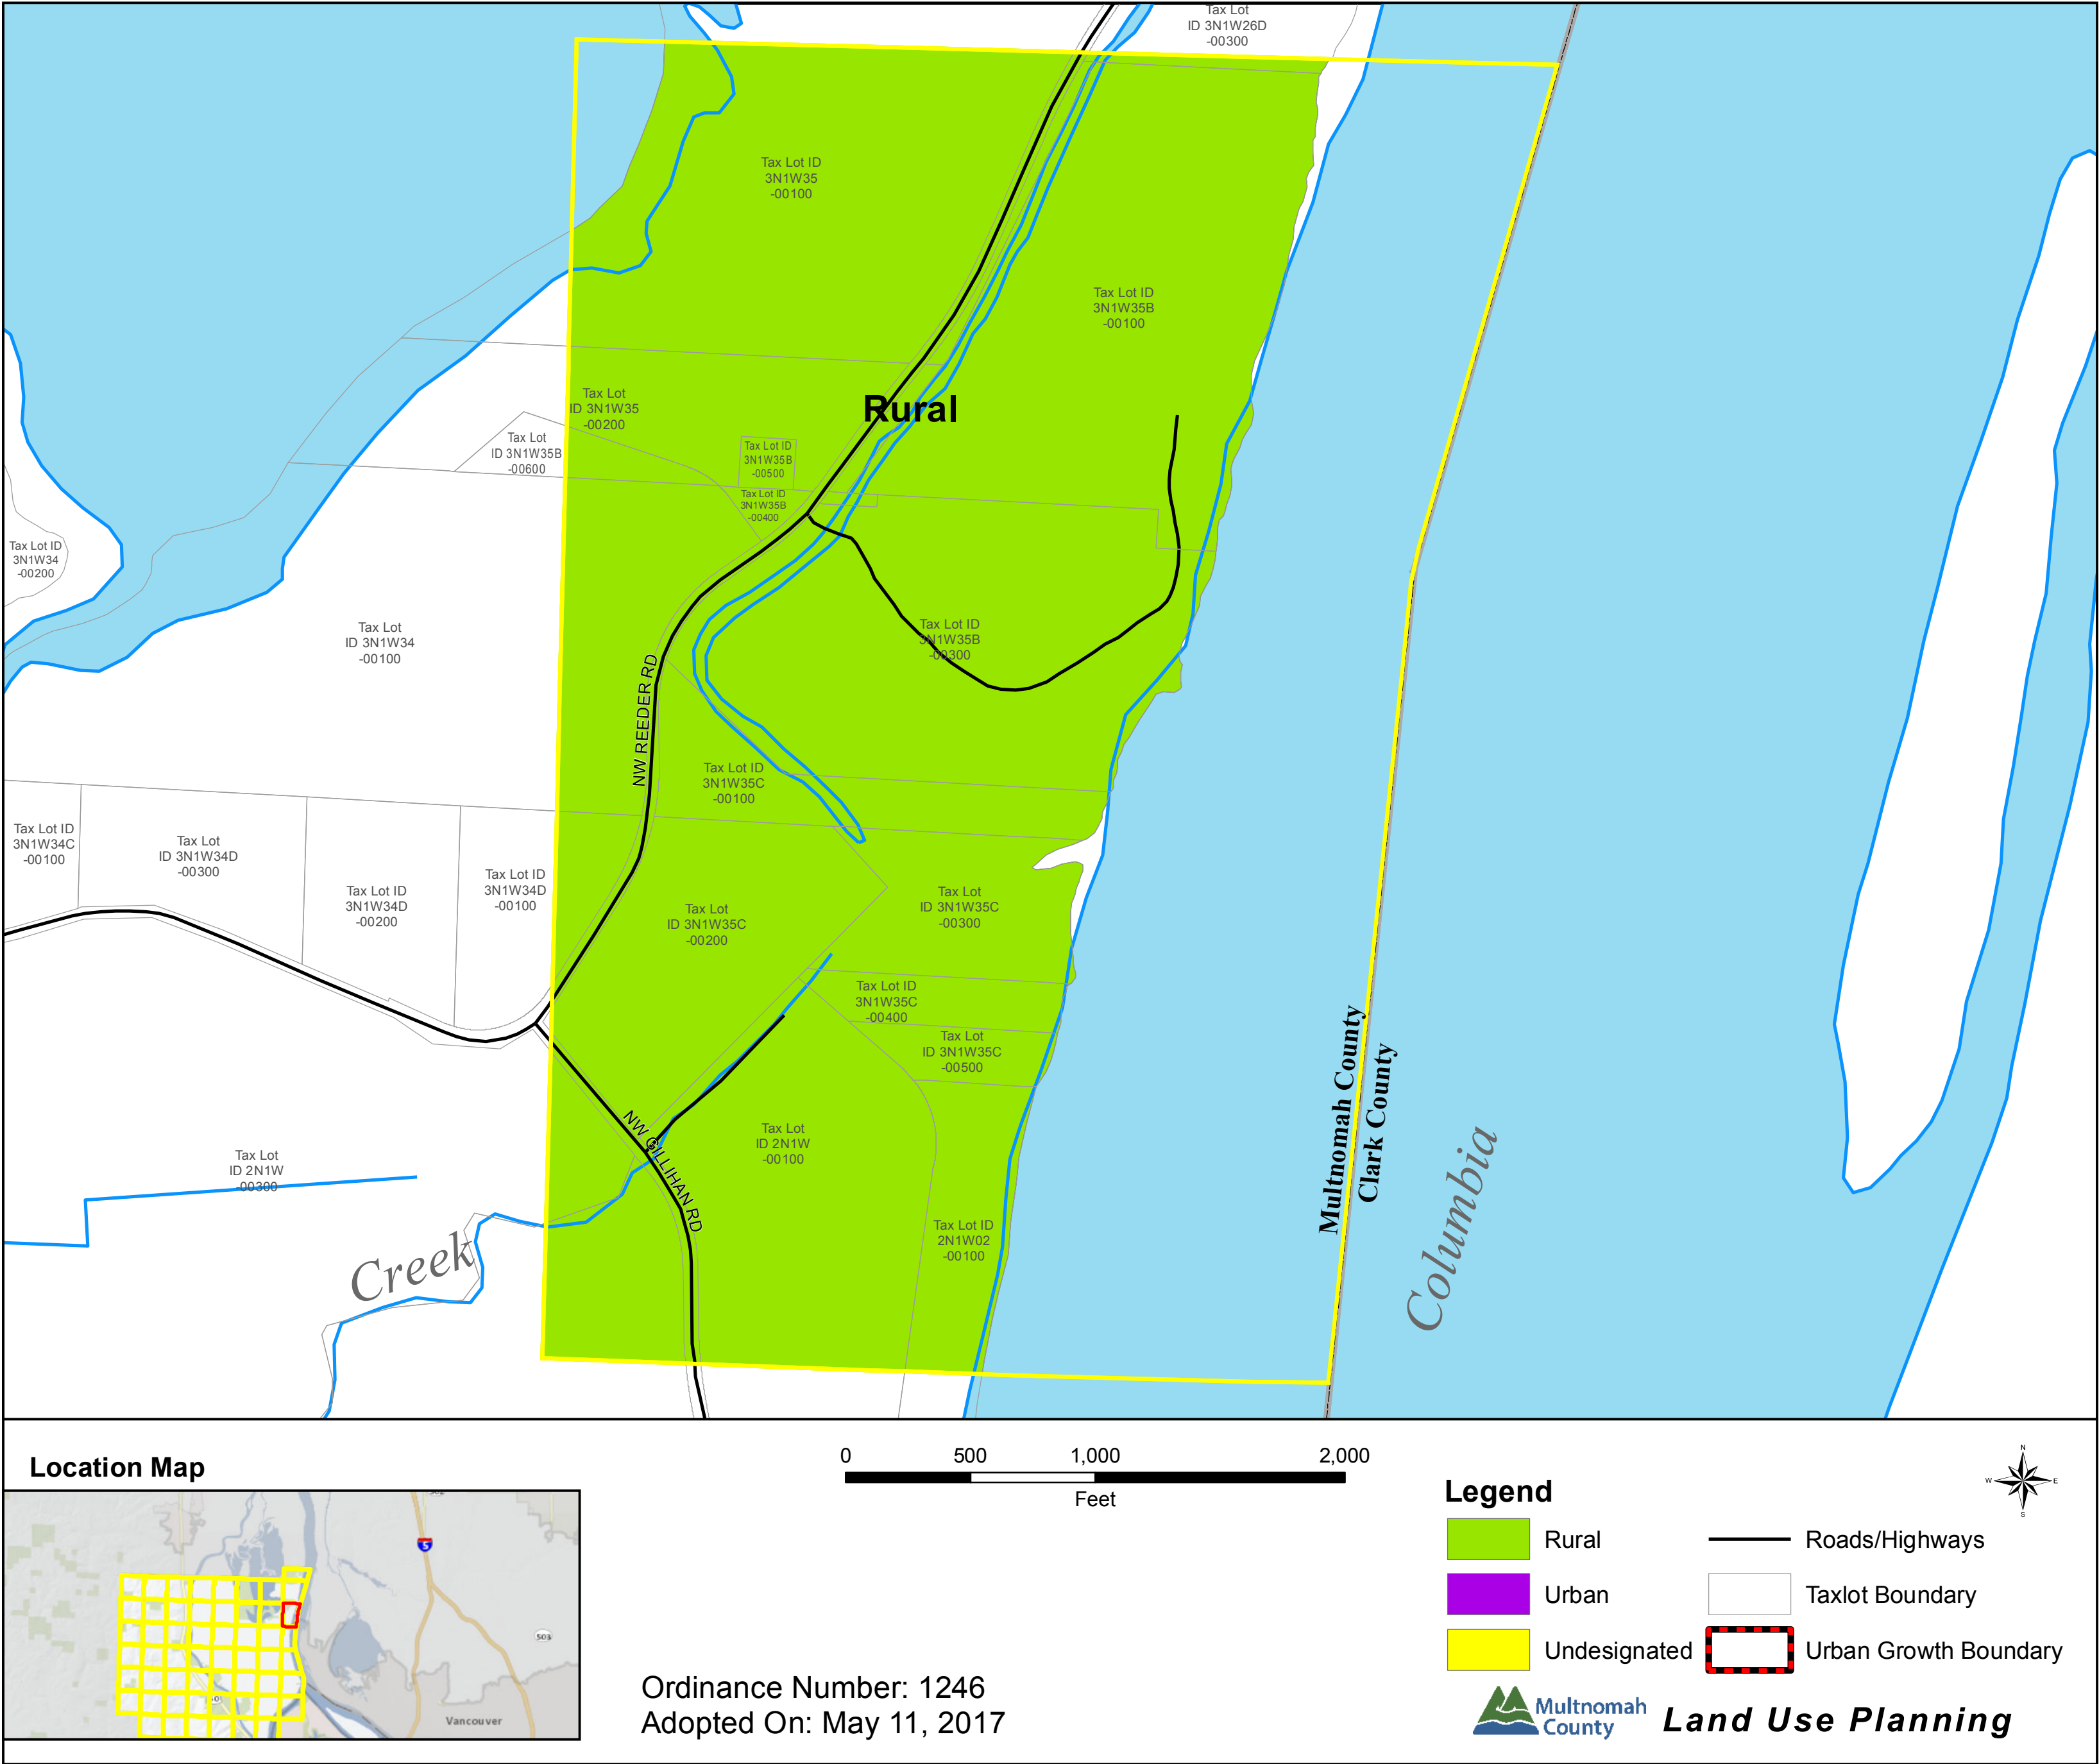 Tax Lot
ID 3N1W26D
-00300
Tax Lot ID
3N1W35
-00100
Tax Lot ID
3N1W35B
-00100
Tax Lot
ID 3N1W35
-00200
Rural
Tax Lot
ID 3N1W35B
-00600
Tax Lot ID
3N1W35B
-00500
Tax Lot ID
3N1W35B
-00400
Tax Lot ID
3N1W34
-00200
Tax Lot
ID 3N1W34
-00100
Tax Lot ID
3N1W35B
-00300
NW REEDER RD
Tax Lot ID
3N1W35C
-00100
Tax Lot ID
3N1W34C
-00100
Tax Lot
ID 3N1W34D
-00300
Tax Lot ID
3N1W34D
-00200
Tax Lot ID
3N1W34D
-00100
Tax Lot
ID 3N1W35C
-00200
Tax Lot
ID 3N1W35C
-00300
Tax Lot ID
3N1W35C
-00400
Tax Lot
ID 3N1W35C
-00500
NW GILLIHAN RD
Tax Lot
ID 2N1W
-00100
Tax Lot
ID 2N1W
-00300
Tax Lot ID
2N1W02
-00100
Creek
Multnomah County
Clark County
Columbia
Location Map
5
503
Vancouver
0 500 1,000 2,000
Feet
Ordinance Number: 1246
Adopted On: May 11, 2017
N
W E
S
Legend
Rural
Urban
Undesignated
Roads/Highways
Taxlot Boundary
Urban Growth Boundary
Multnomah
County
Land Use Planning